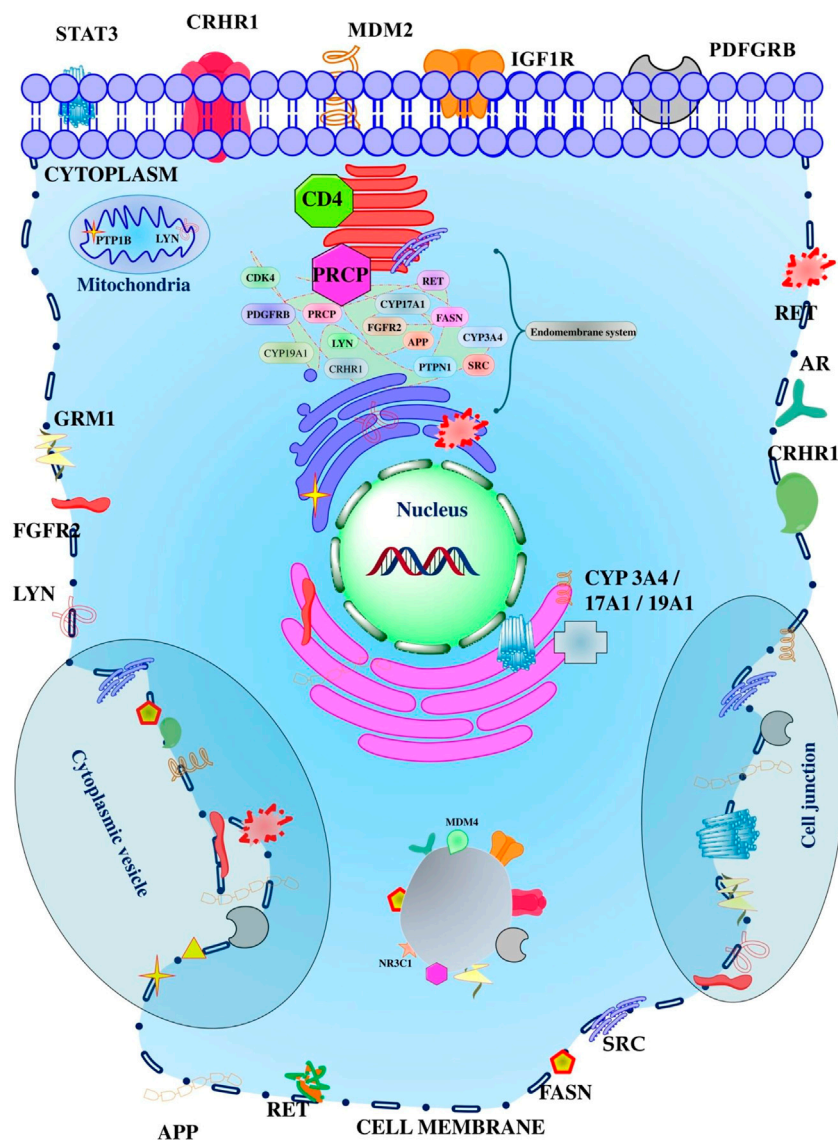 STAT3
CRHR1
MDM2
IGF1R
PDFGRB
CYTOPLASM
CD4
PTP1B
LYN
Mitochondria
PRCP
CDK4
RET
CYP17A1
PDGFRB
PRCP
FASN
FGFR2
Endomembrane system
LYN
APP
CYP3A4
CYP19A1
CRHR1
PTPN1
SRC
RET
AR
GRM1
CRHR1
Nucleus
FGFR2
CYP 3A4 /
17A1 / 19A1
LYN
Cytoplasmic vesicle
Cell junction
MDM4
NR3C1
SRC
FASN
RET
CELL MEMBRANE
APP